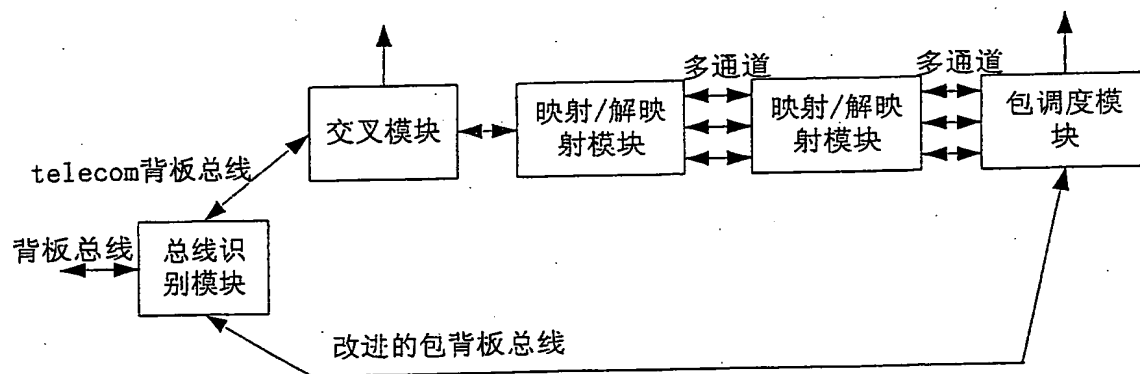 多通道
多通道
交叉模块
映射/解映
射模块
映射/解映
射模块
包调度模
块
telecom背板总线
背板总线
总线识
别模块
改进的包背板总线